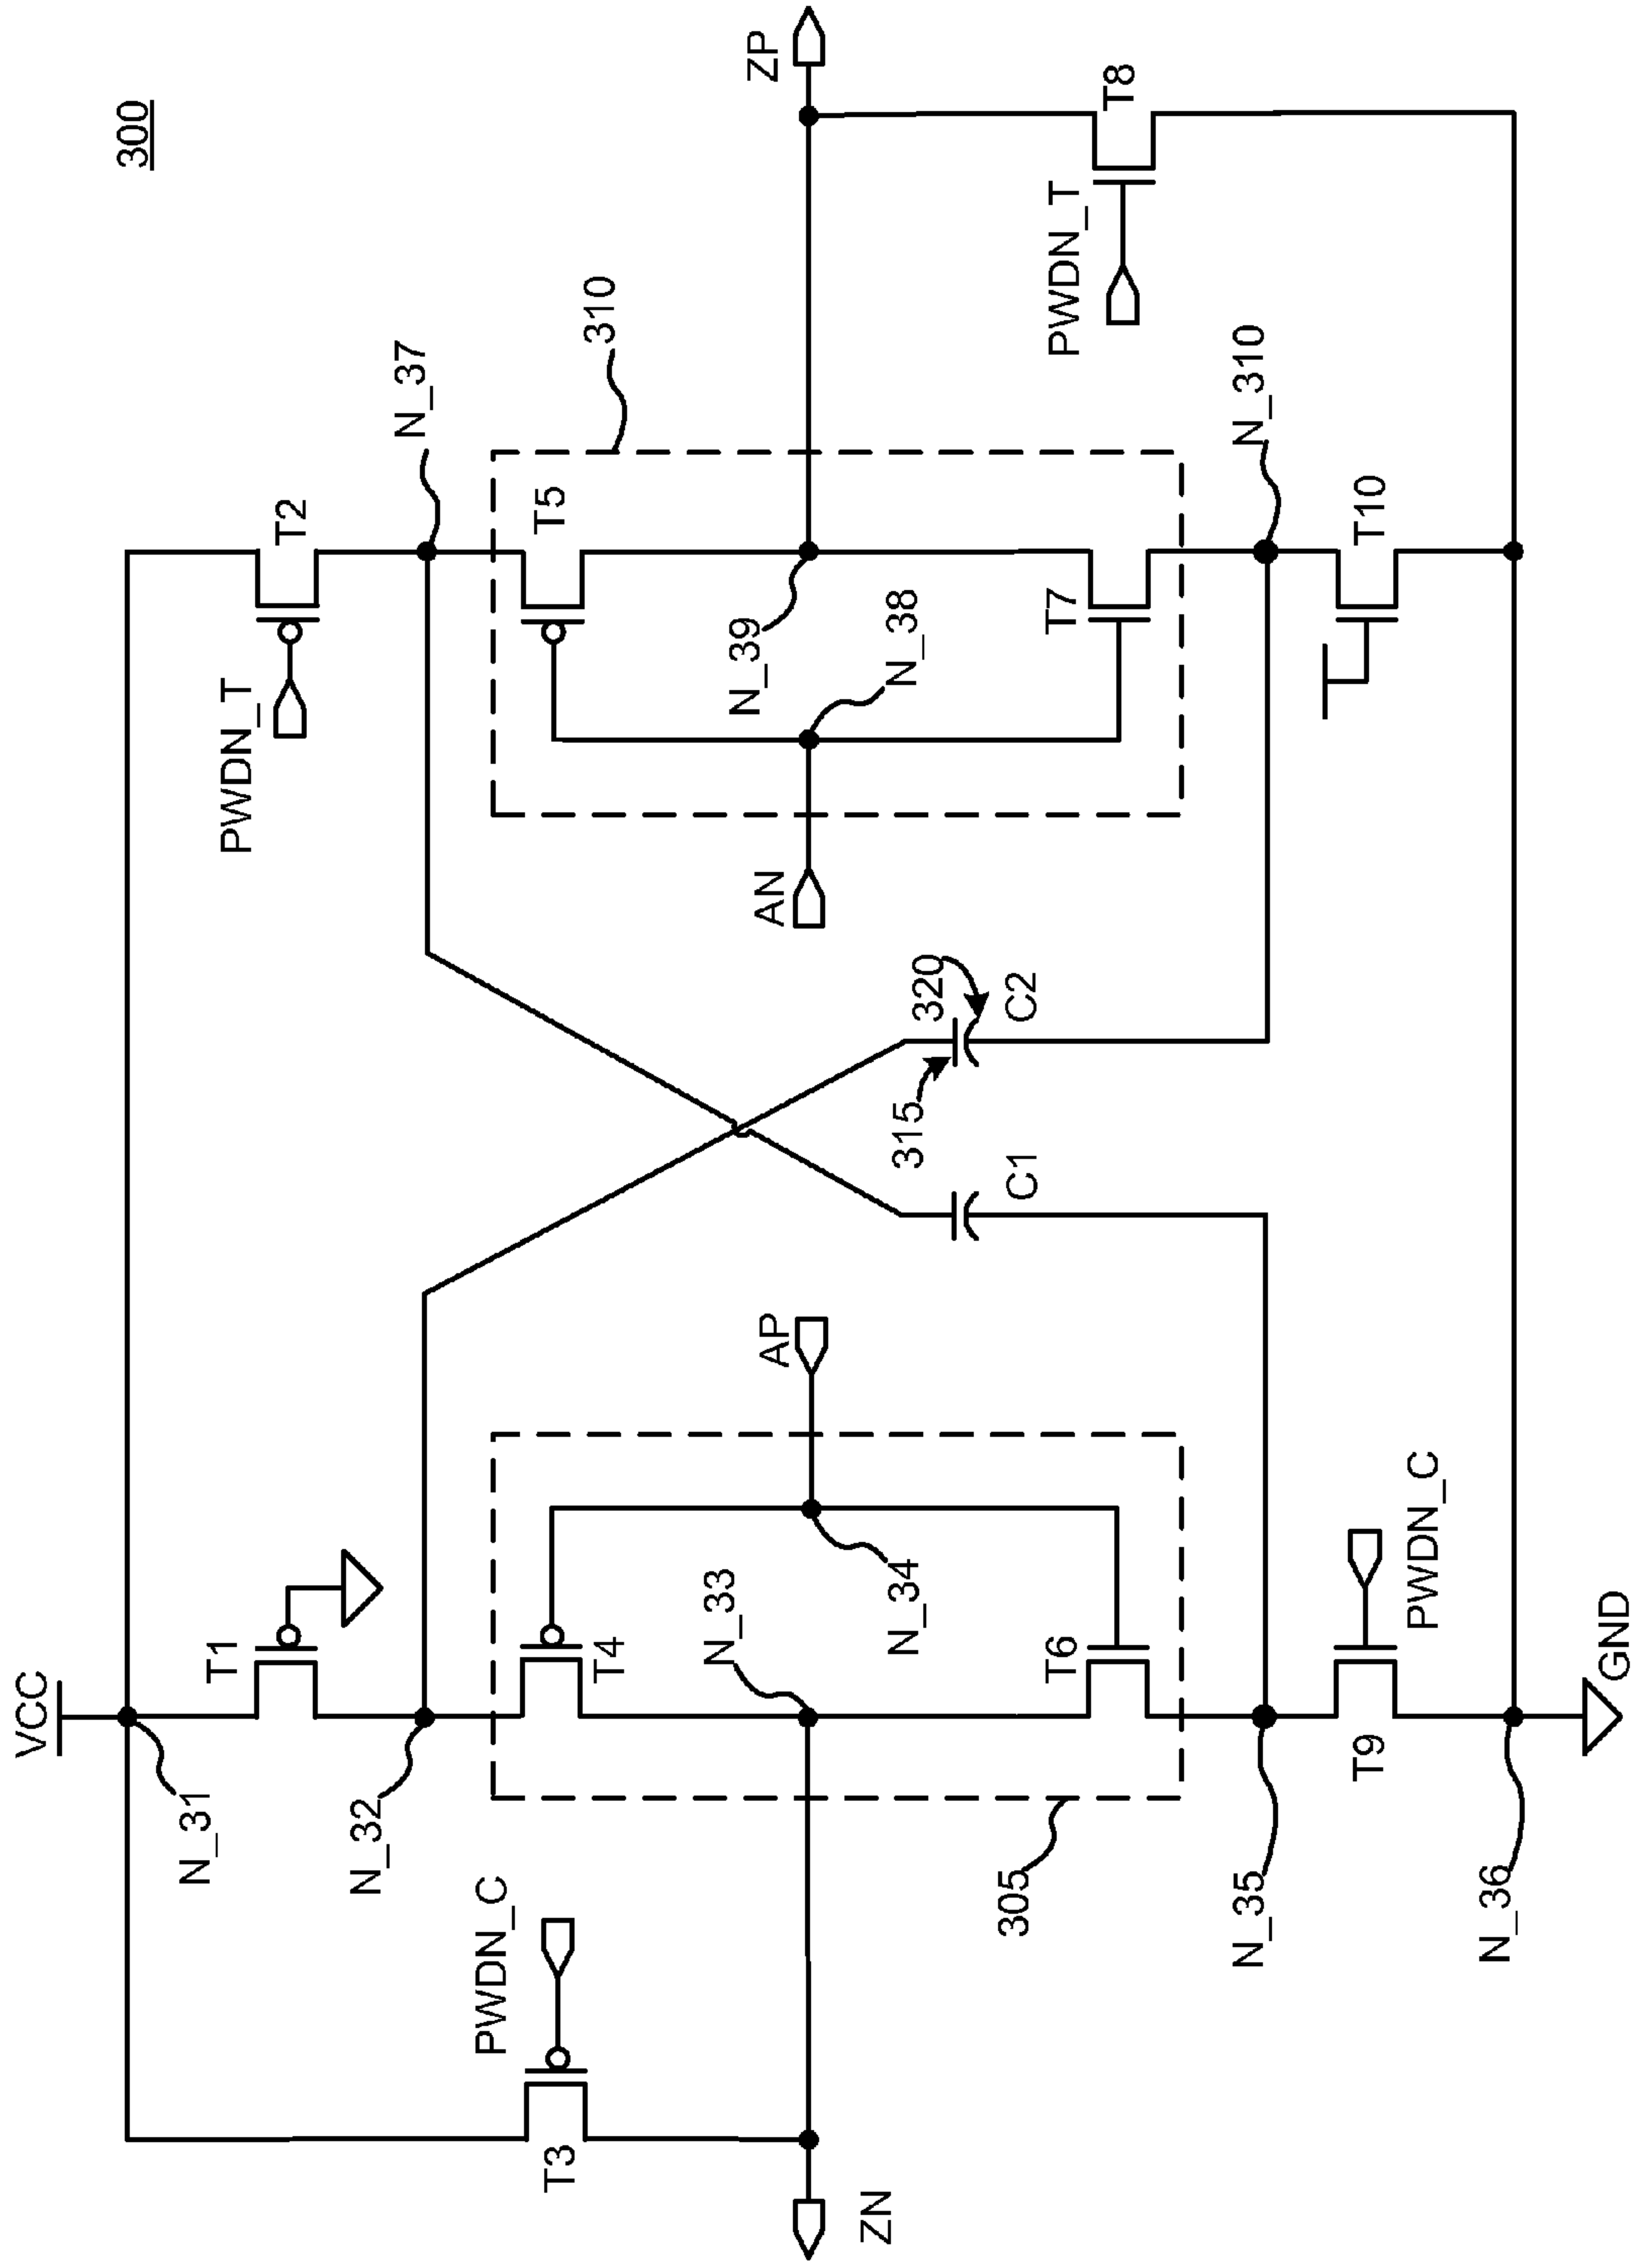 300
VCC
N_31
T1
T2
PWDN_T
N_37
N_32
310
PWDN_C
T3
T4
T5
ZP
N_33
AP
AN
N_39
N_34
N_38
ZN
315
320
C1
C2
T6
T7
PWDN_T
T8
305
N_35
N_310
T9
PWDN_C
T10
N_36
GND